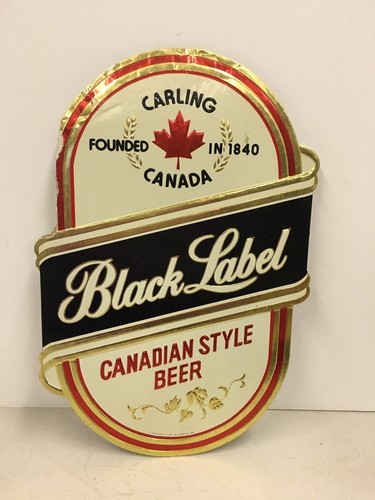 CARLING
FOUNDED IN 1840
CANADA
Black Label
CANADIAN STYLE
BEER